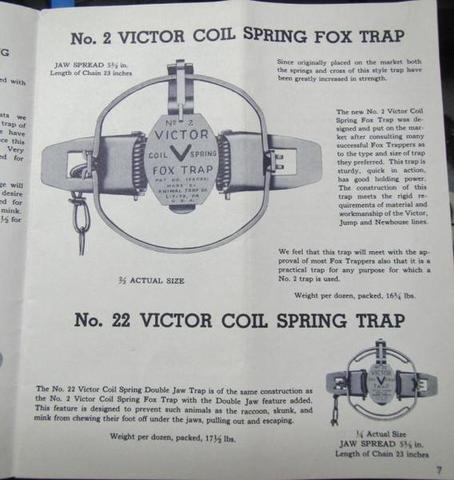 G
ed with
sts we
trap of
e have
ce this
Very
ed for
ge will
desire
ed for
mink.
1½ for
No. 2 VICTOR COIL SPRING FOX TRAP
JAW SPREAD 5⅜ in.
Length of Chain 23 inches
Since originally placed on the market both
the springs and cross of this style trap have
been greatly increased in strength.
No 2
VICTOR
COIL SPRING
FOX TRAP
MADE BY
ANIMAL TRAP CO.
LITITZ, PA.
U.S.A.
The new No. 2 Victor Coil
Spring Fox Trap was de-
signed and put on the mar-
ket after consulting many
successful Fox Trappers as
to the type and size of trap
they preferred. This trap is
sturdy, quick in action,
has good holding power.
The construction of this
trap meets the rigid re-
quirements of material and
workmanship of the Victor,
Jump and Newhouse lines.
⅔ ACTUAL SIZE
We feel that this trap will meet with the ap-
proval of most Fox Trappers also that it is a
practical trap for any purpose for which a
No. 2 trap is used.
Weight per dozen, packed, 16¾ lbs.
No. 22 VICTOR COIL SPRING TRAP
The No. 22 Victor Coil Spring Double Jaw Trap is of the same construction as
the No. 2 Victor Coil Spring Fox Trap with the Double Jaw feature added.
This feature is designed to prevent such animals as the raccoon, skunk, and
mink from chewing their foot off under the jaws, pulling out and escaping.
Weight per dozen, packed, 17½ lbs.
VICTOR
¼ Actual Size
JAW SPREAD 5⅜ in.
Length of Chain 23 inches
7